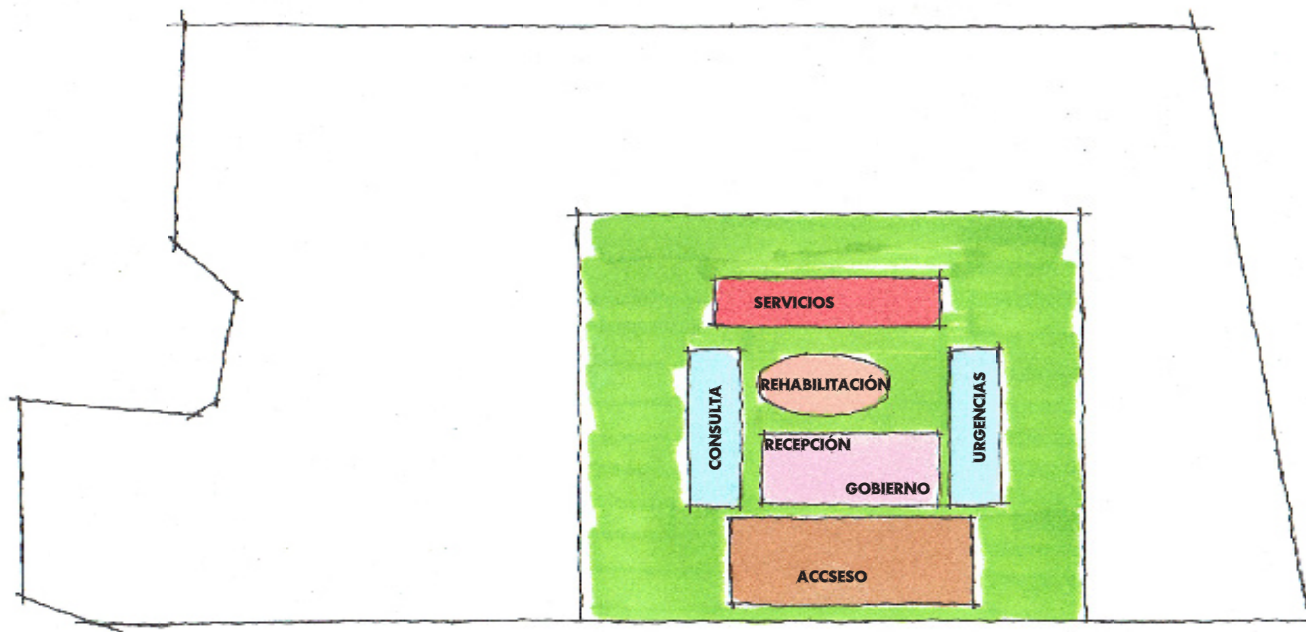 SERVICIOS
REHABILITACIÓN
CONSULTA
URGENCIAS
RECEPCIÓN
GOBIERNO
ACCSESO